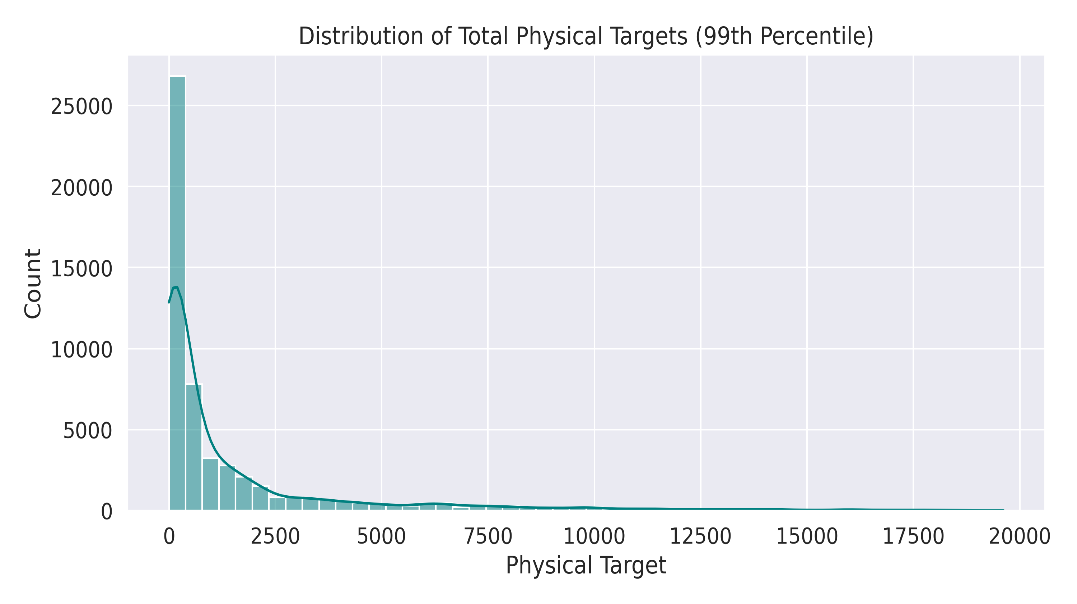 Distribution of Total Physical Targets (99th Percentile)
25000
20000
15000
10000
5000
0
Count
0 2500 5000 7500 10000 12500 15000 17500 20000
Physical Target